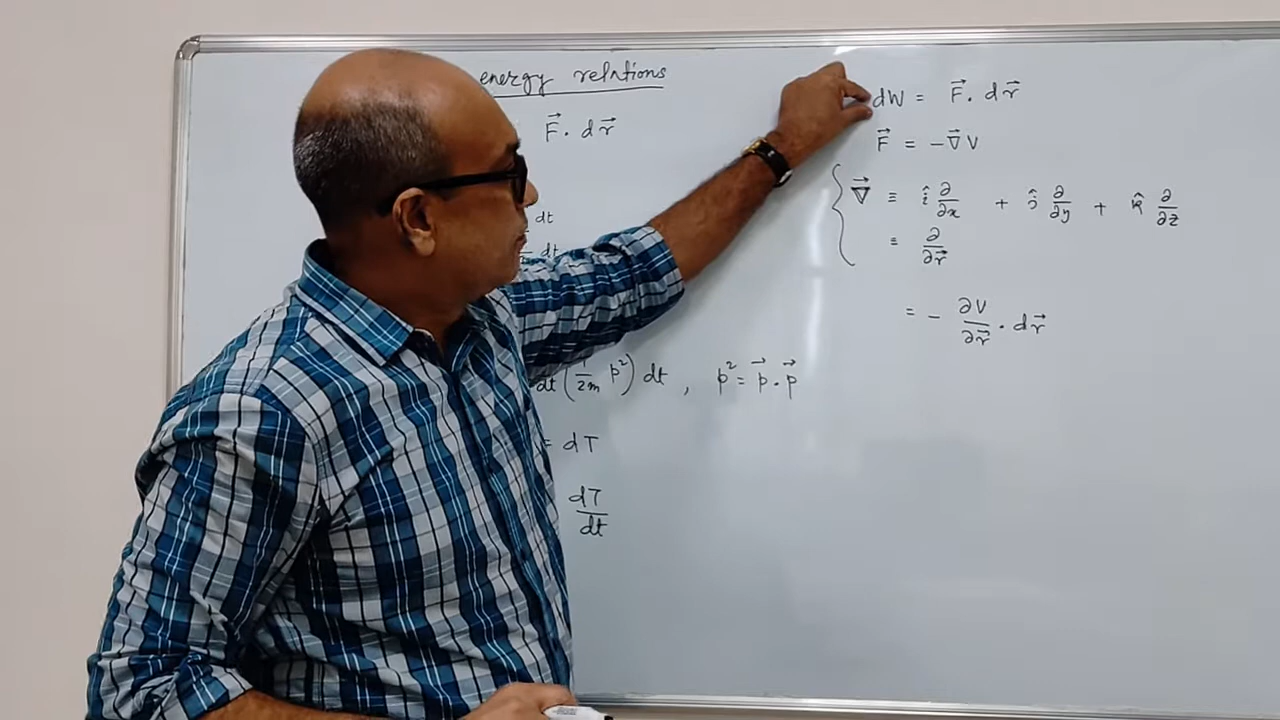 energy relations
F⃗ . dr⃗
dt
dt
dt (1/2m p²) dt , p² = p⃗ . p⃗
= dT
dT/dt
dW = F⃗ . dr⃗
F⃗ = -∇⃗V
∇⃗ ≡ î ∂/∂x + ĵ ∂/∂y + k̂ ∂/∂z
≡ ∂/∂r⃗
= - ∂V/∂r⃗ . dr⃗